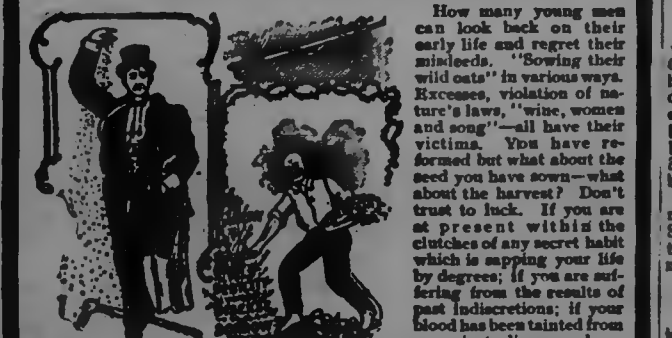 How many young men
can look back on their
early life and regret their
misdeeds. "Sowing their
wild oats" in various ways.
Excesses, violation of na-
ture's laws, "wine, women
and song"—all have their
victims. You have re-
formed but what about the
seed you have sown—what
about the harvest? Don't
trust to luck. If you are
at present within the
clutches of any secret habit
which is sapping your life
by degrees; if you are suf-
fering from the results of
past indiscretions; if your
blood has been tainted from